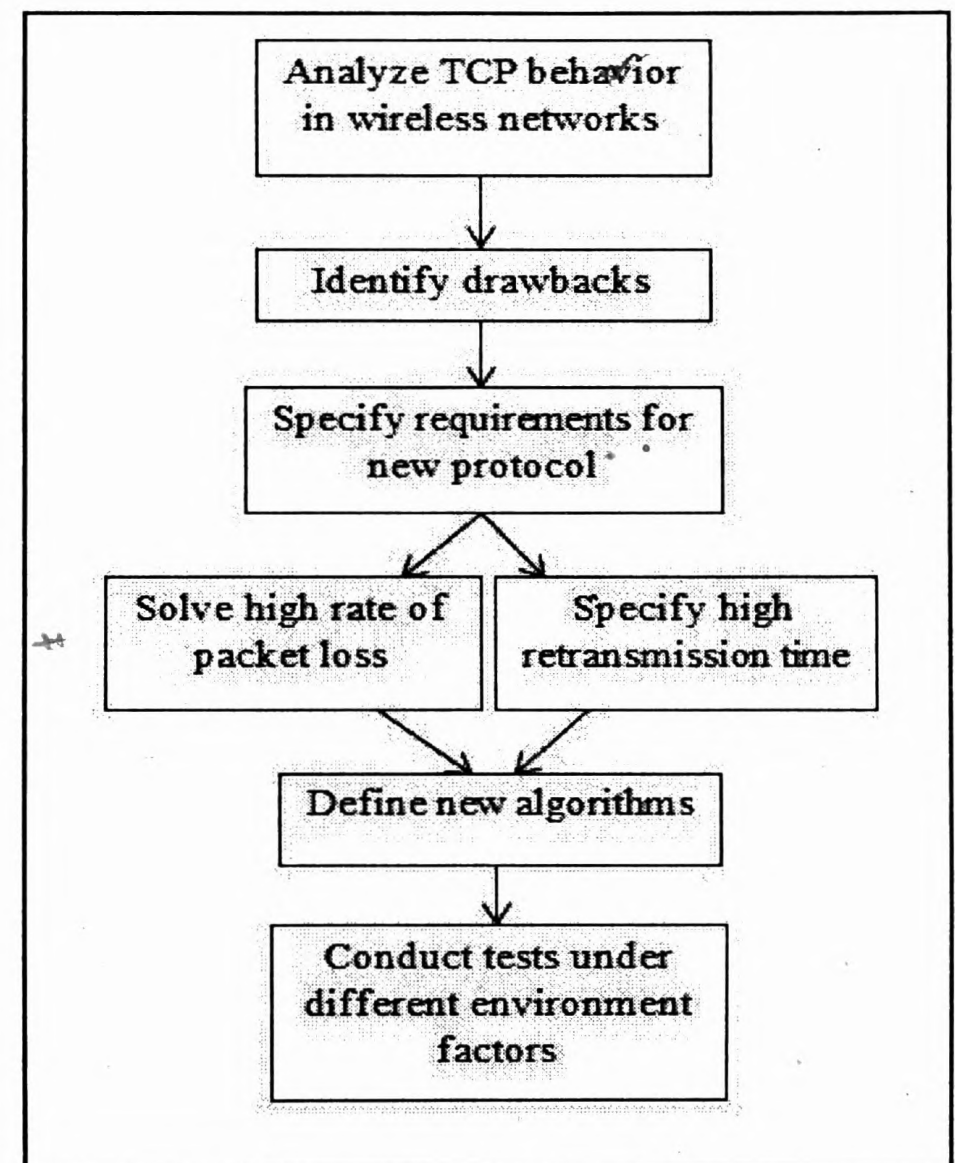 Analyze TCP behavior
in wireless networks
Identify drawbacks
Specify requirements for
new protocol
Solve high rate of
packet loss
Specify high
retransmission time
Define new algorithms
Conduct tests under
different environment
factors